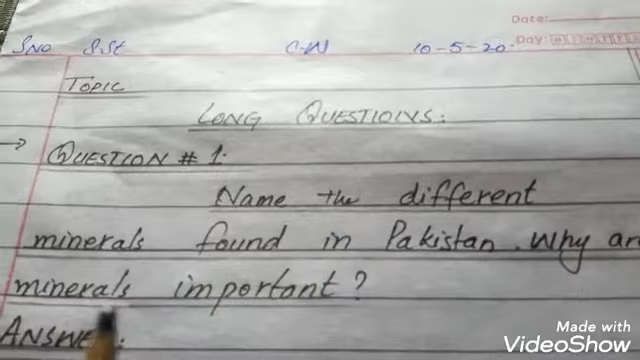 Date:
SNO S.St C.W 10-5-20. Day: M T W T F S
TOPIC
LONG QUESTIONS:
→ QUESTION # 1:
Name the different
minerals found in Pakistan. Why are
minerals important?
ANSWER:
Made with
VideoShow